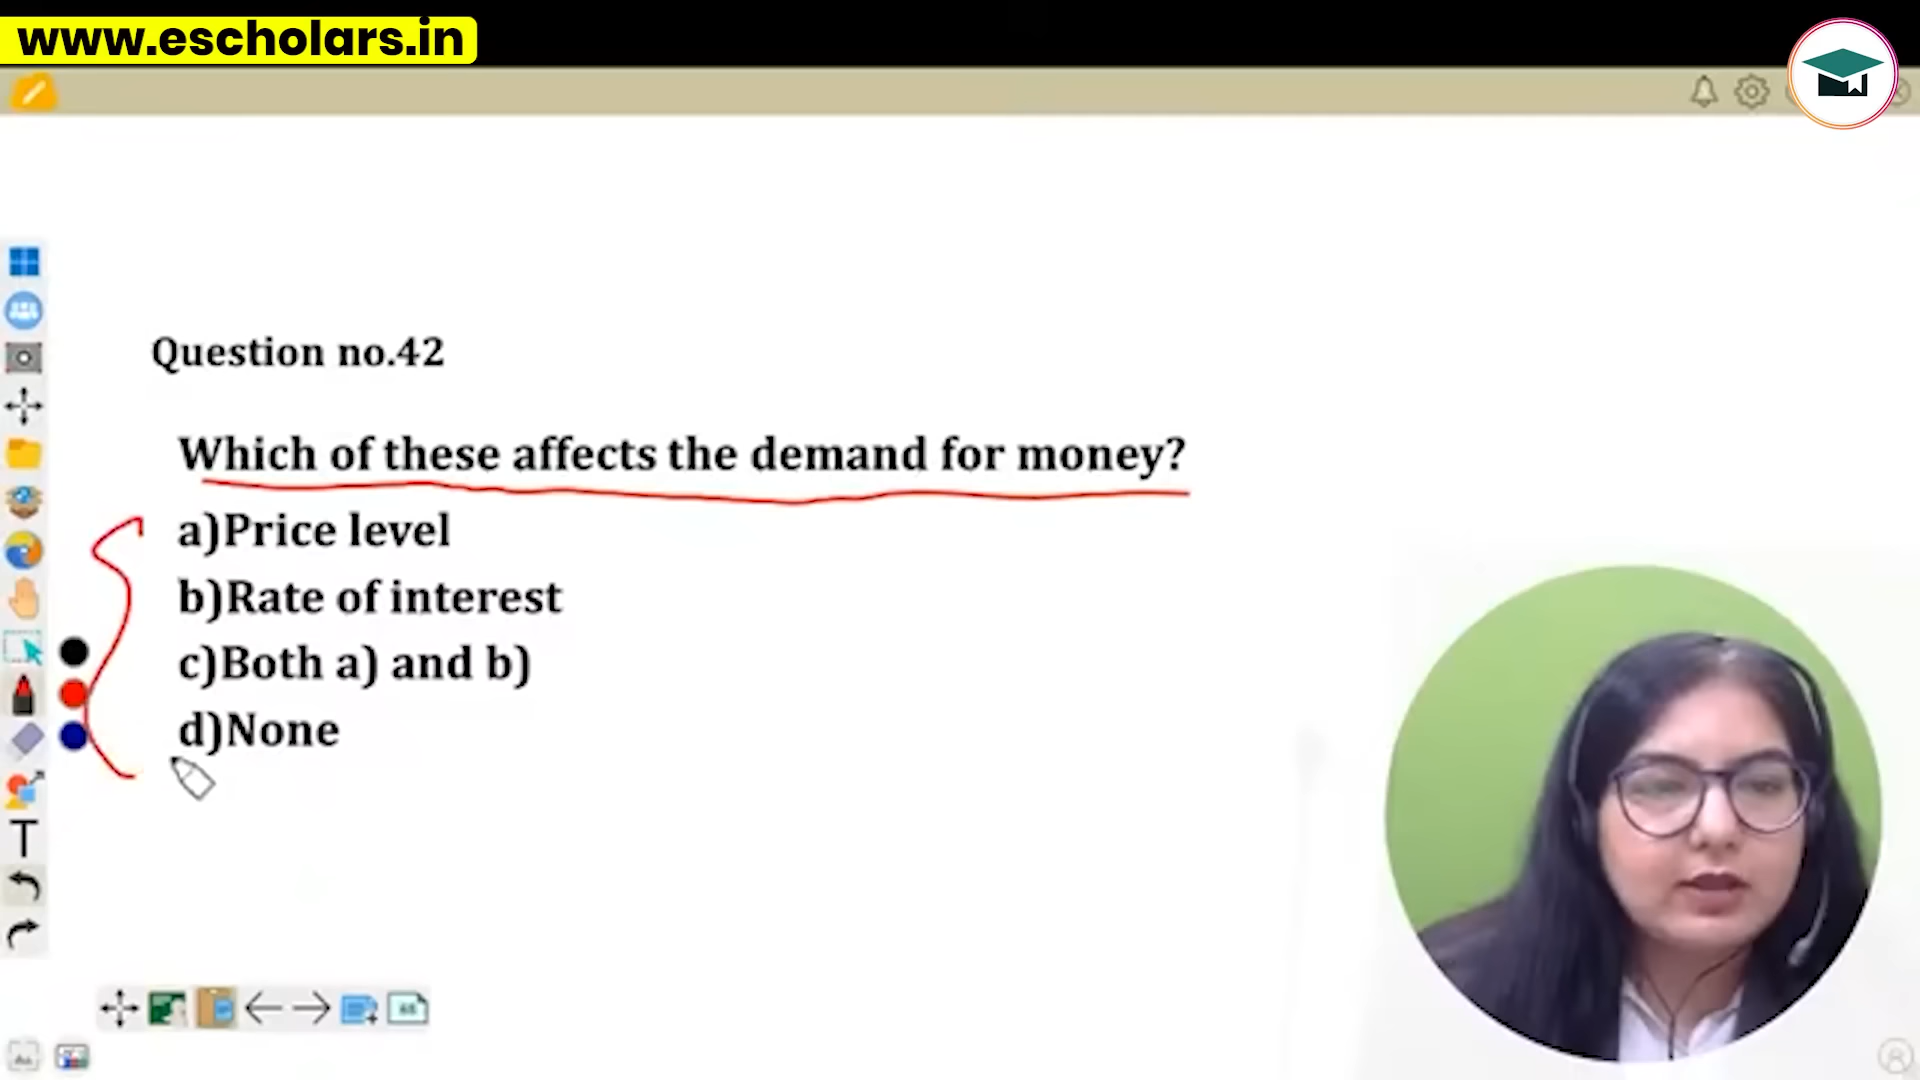 www.escholars.in
Question no.42
Which of these affects the demand for money?
a)Price level
b)Rate of interest
c)Both a) and b)
d)None
T